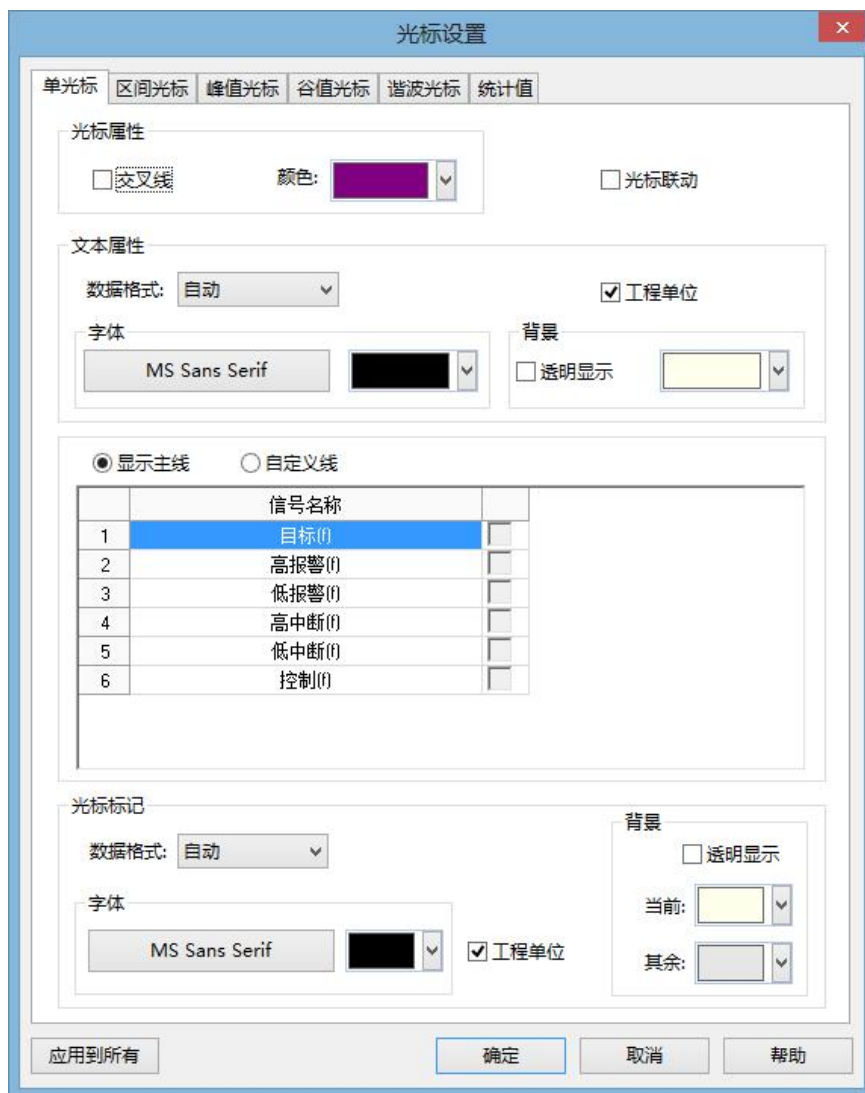 光标设置
单光标 区间光标 峰值光标 谷值光标 谐波光标 统计值
光标属性
交叉线 颜色: 光标联动
文本属性
数据格式: 自动 工程单位
字体 背景
MS Sans Serif 透明显示
显示主线 自定义线
信号名称
1 目标(f)
2 高报警(f)
3 低报警(f)
4 高中断(f)
5 低中断(f)
6 控制(f)
光标标记
背景
数据格式: 自动 透明显示
字体 当前:
MS Sans Serif 工程单位 其余:
应用到所有 确定 取消 帮助